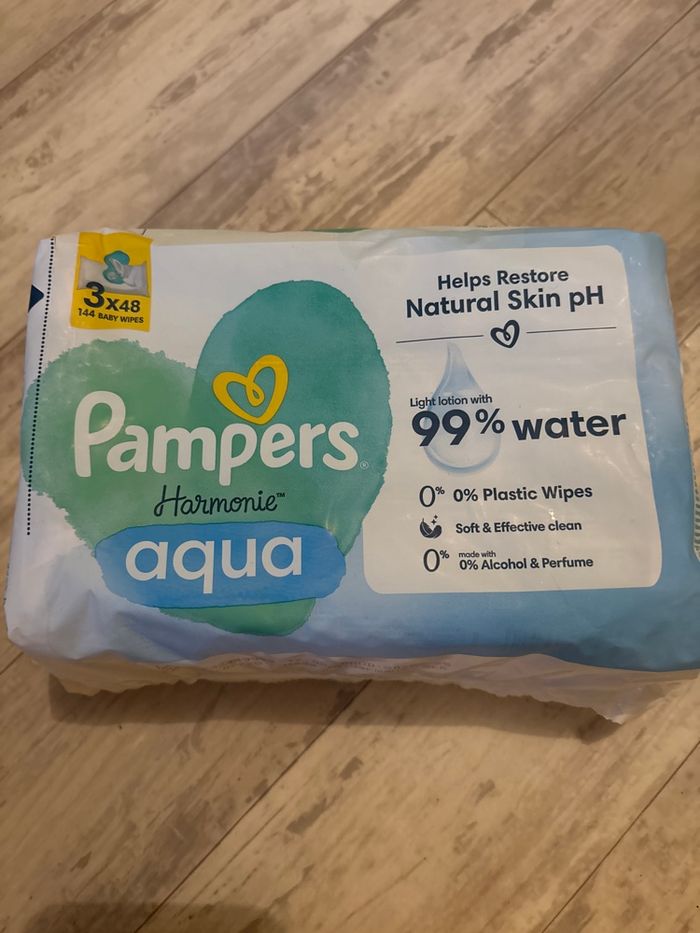 3x48
144 BABY WIPES
Pampers®
Harmonie™
aqua
Helps Restore
Natural Skin pH
Light lotion with
99% water
0% 0% Plastic Wipes
Soft & Effective clean
0% made with
0% Alcohol & Perfume